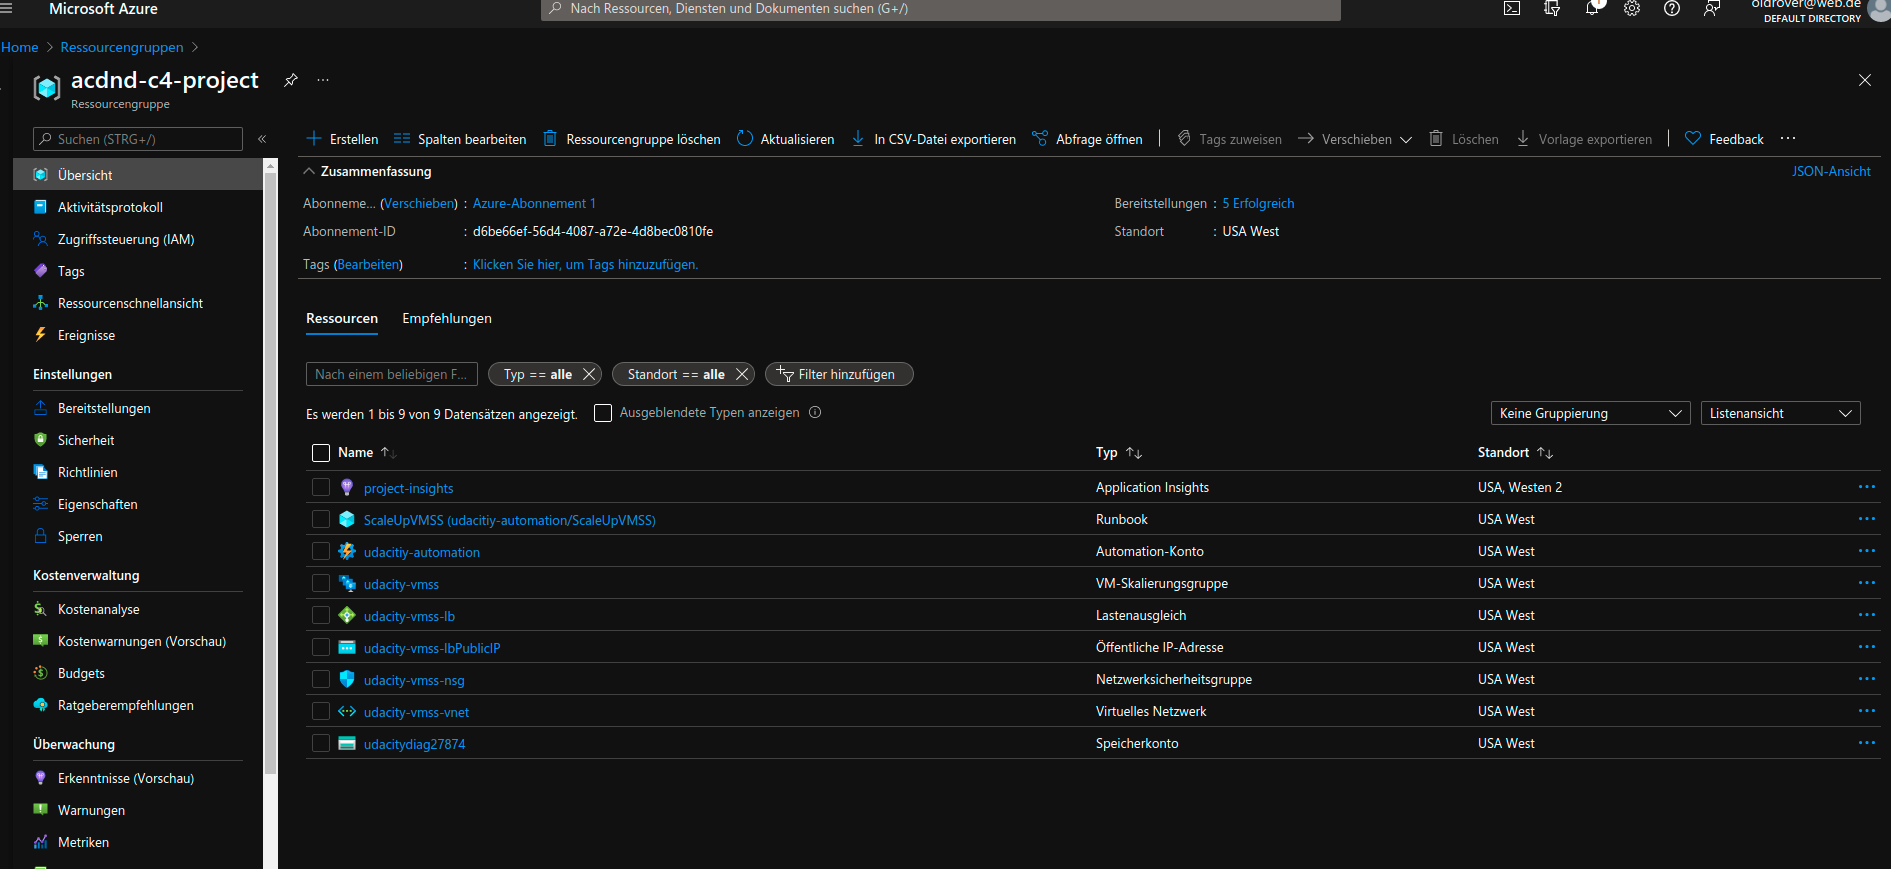 Microsoft Azure
Nach Ressourcen, Diensten und Dokumenten suchen (G+/)
1
oldrover@web.de
DEFAULT DIRECTORY
Home > Ressourcengruppen >
acdnd-c4-project
Ressourcengruppe
Suchen (STRG+/)
«
Übersicht
Aktivitätsprotokoll
Zugriffssteuerung (IAM)
Tags
Ressourcenschnellansicht
Ereignisse
Einstellungen
Bereitstellungen
Sicherheit
Richtlinien
Eigenschaften
Sperren
Kostenverwaltung
Kostenanalyse
Kostenwarnungen (Vorschau)
Budgets
Ratgeberempfehlungen
Überwachung
Erkenntnisse (Vorschau)
Warnungen
Metriken
Erstellen Spalten bearbeiten Ressourcengruppe löschen Aktualisieren In CSV-Datei exportieren Abfrage öffnen Tags zuweisen Verschieben Löschen Vorlage exportieren Feedback
Zusammenfassung JSON-Ansicht
Aboneme... (Verschieben) : Azure-Abonnement 1 Bereitstellungen : 5 Erfolgreich
Abonnement-ID : d6be66ef-56d4-4087-a72e-4d8bec0810fe Standort : USA West
Tags (Bearbeiten) : Klicken Sie hier, um Tags hinzuzufügen.
Ressourcen Empfehlungen
Nach einem beliebigen F... Typ == alle Standort == alle Filter hinzufügen
Es werden 1 bis 9 von 9 Datensätzen angezeigt. Ausgeblendete Typen anzeigen Keine Gruppierung Listenansicht
Name Typ Standort
project-insights Application Insights USA, Westen 2
ScaleUpVMSS (udacitiy-automation/ScaleUpVMSS) Runbook USA West
udacitiy-automation Automation-Konto USA West
udacity-vmss VM-Skalierungsgruppe USA West
udacity-vmss-lb Lastenausgleich USA West
udacity-vmss-lbPublicIP Öffentliche IP-Adresse USA West
udacity-vmss-nsg Netzwerksicherheitsgruppe USA West
udacity-vmss-vnet Virtuelles Netzwerk USA West
udacitydiag27874 Speicherkonto USA West